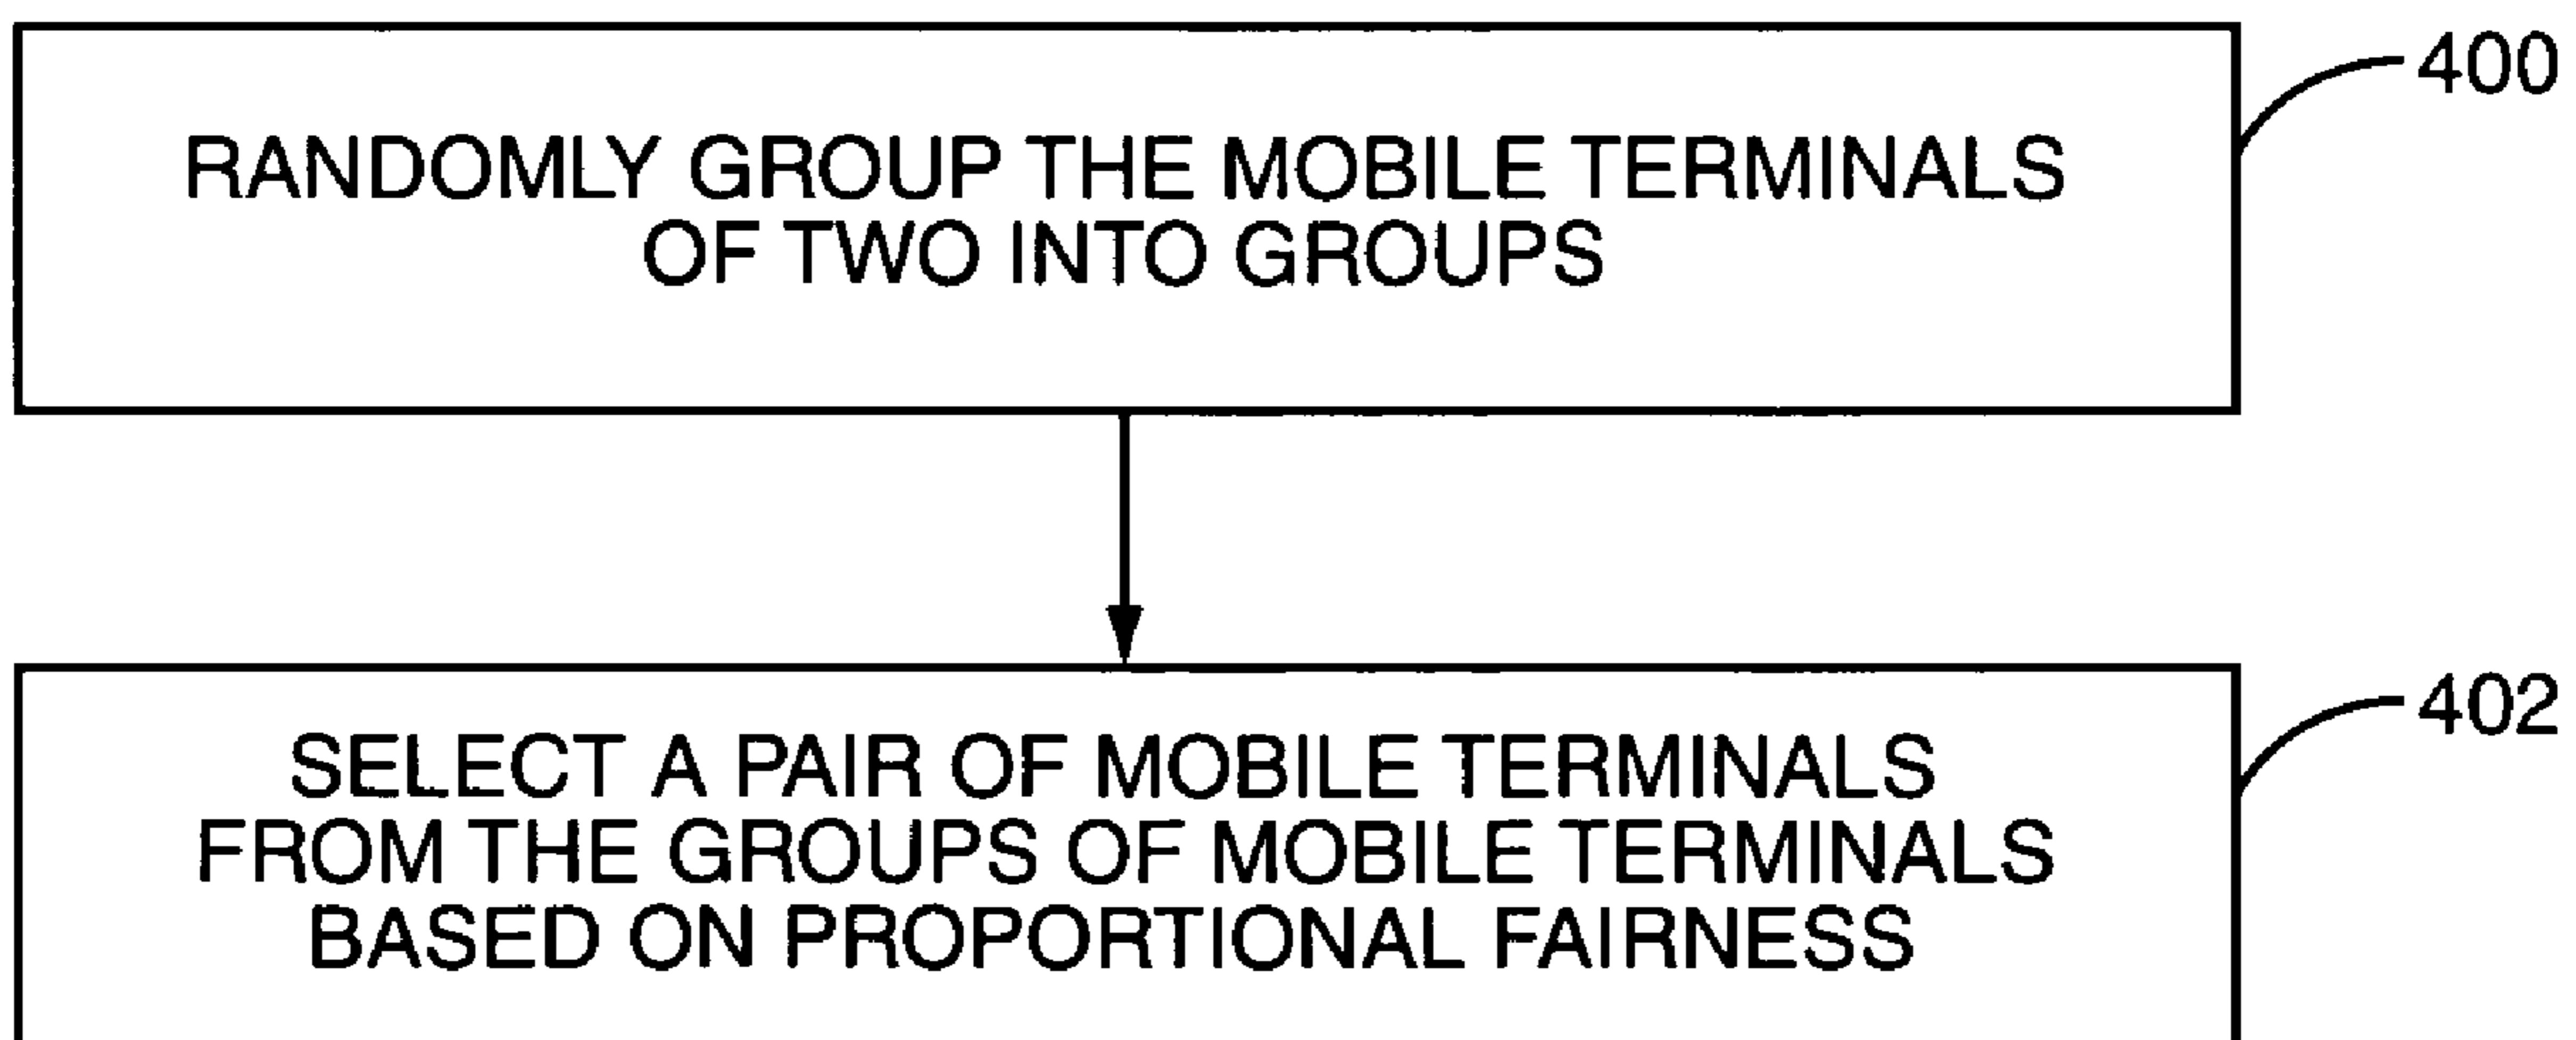 400
RANDOMLY GROUP THE MOBILE TERMINALS
OF TWO INTO GROUPS
402
SELECT A PAIR OF MOBILE TERMINALS
FROM THE GROUPS OF MOBILE TERMINALS
BASED ON PROPORTIONAL FAIRNESS